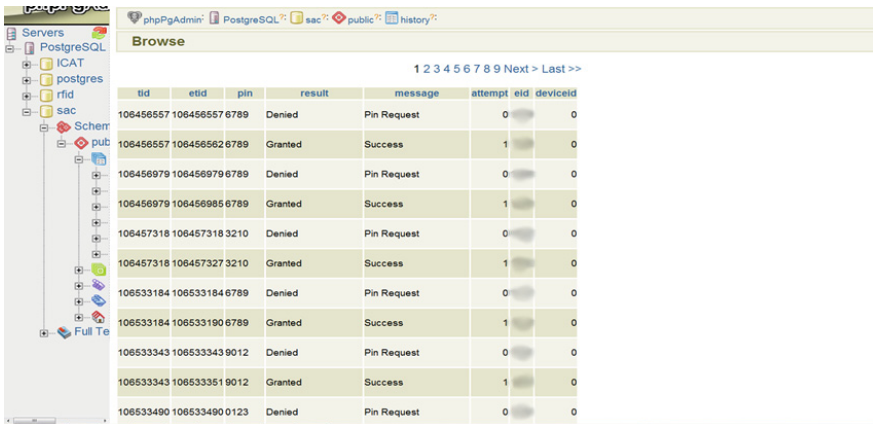 phpPgAdmin: PostgreSQL?: sac?: public?: history?:
Servers
Browse
PostgreSQL
ICAT
postgres
rfid
sac
Schem
pub
Full Te
1 2 3 4 5 6 7 8 9 Next > Last >>
tid etid pin result message attempt eid deviceid
106456557 106456557 6789 Denied Pin Request 0 0
106456557 106456562 6789 Granted Success 1 0
106456979 106456979 6789 Denied Pin Request 0 0
106456979 106456985 6789 Granted Success 1 0
106457318 106457318 3210 Denied Pin Request 0 0
106457318 106457327 3210 Granted Success 1 0
106533184 106533184 6789 Denied Pin Request 0 0
106533184 106533190 6789 Granted Success 1 0
106533343 106533343 9012 Denied Pin Request 0 0
106533343 106533351 9012 Granted Success 1 0
106533490 106533490 0123 Denied Pin Request 0 0